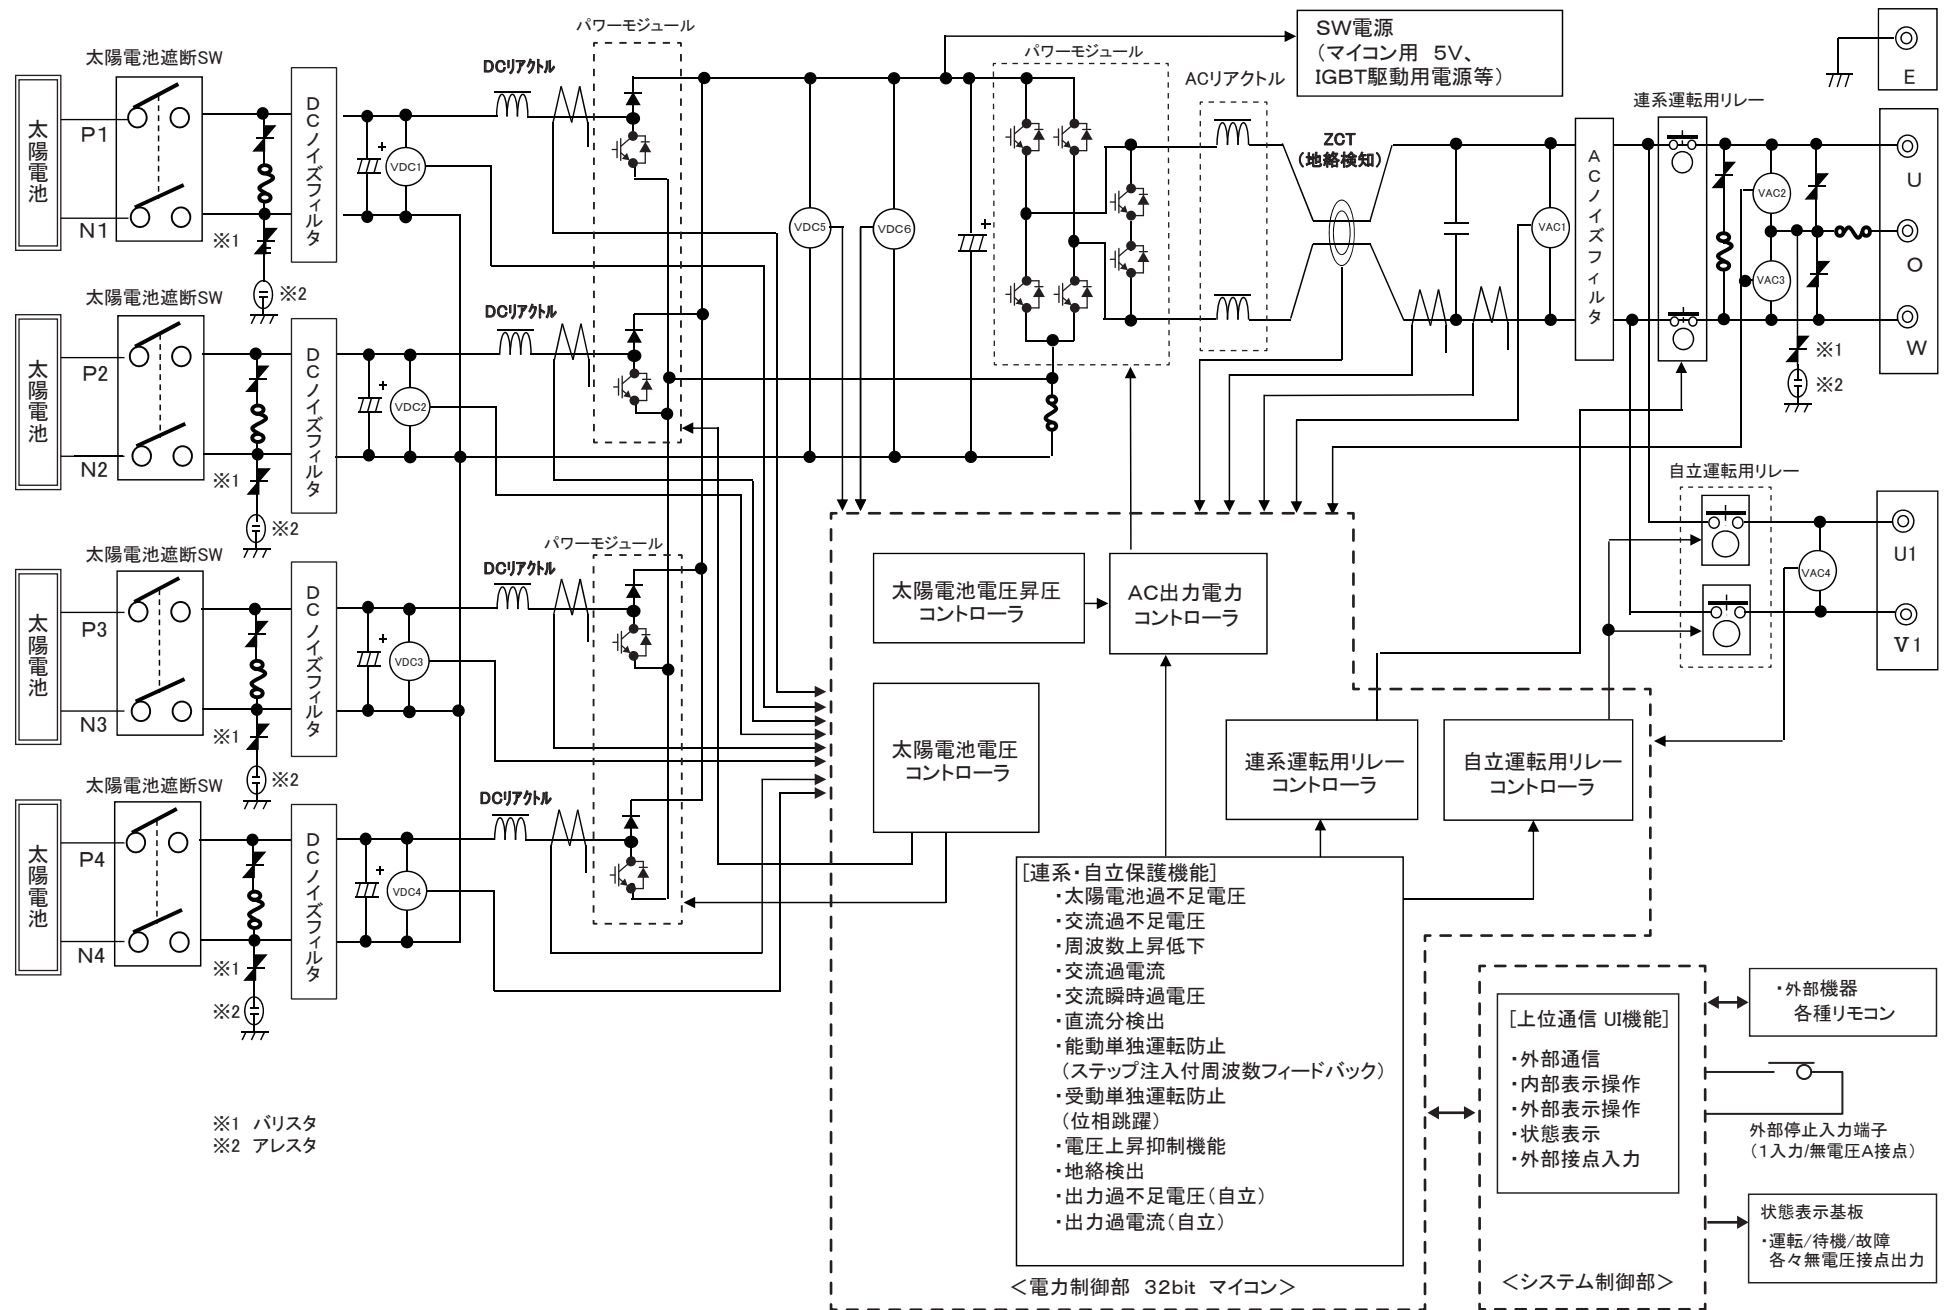 パワーモジュール
太陽電池遮断SW
DCリアクトル
太陽電池
P1
N1
DCノイズフィルタ
VDC1
※1
※2
太陽電池遮断SW
DCリアクトル
太陽電池
P2
N2
DCノイズフィルタ
VDC2
※1
※2
太陽電池遮断SW
パワーモジュール
DCリアクトル
太陽電池
P3
N3
DCノイズフィルタ
VDC3
※1
※2
太陽電池遮断SW
DCリアクトル
太陽電池
P4
N4
DCノイズフィルタ
VDC4
※1
※2
※1 バリスタ
※2 アレスタ
VDC5
VDC6
パワーモジュール
SW電源
(マイコン用 5V、
IGBT駆動用電源等)
ACリアクトル
ZCT
(地絡検知)
VAC1
ACノイズフィルタ
連系運転用リレー
VAC2
VAC3
※1
※2
E
U
O
W
自立運転用リレー
VAC4
U1
V1
太陽電池電圧昇圧
コントローラ
AC出力電力
コントローラ
太陽電池電圧
コントローラ
連系運転用リレー
コントローラ
自立運転用リレー
コントローラ
[連系・自立保護機能]
・太陽電池過不足電圧
・交流過不足電圧
・周波数上昇低下
・交流過電流
・交流瞬時過電圧
・直流分検出
・能動単独運転防止
(ステップ注入付周波数フィードバック)
・受動単独運転防止
(位相跳躍)
・電圧上昇抑制機能
・地絡検出
・出力過不足電圧(自立)
・出力過電流(自立)
<電力制御部 32bit マイコン>
[上位通信 UI機能]
・外部通信
・内部表示操作
・外部表示操作
・状態表示
・外部接点入力
<システム制御部>
・外部機器
各種リモコン
外部停止入力端子
(1入力/無電圧A接点)
状態表示基板
・運転/待機/故障
各々無電圧接点出力